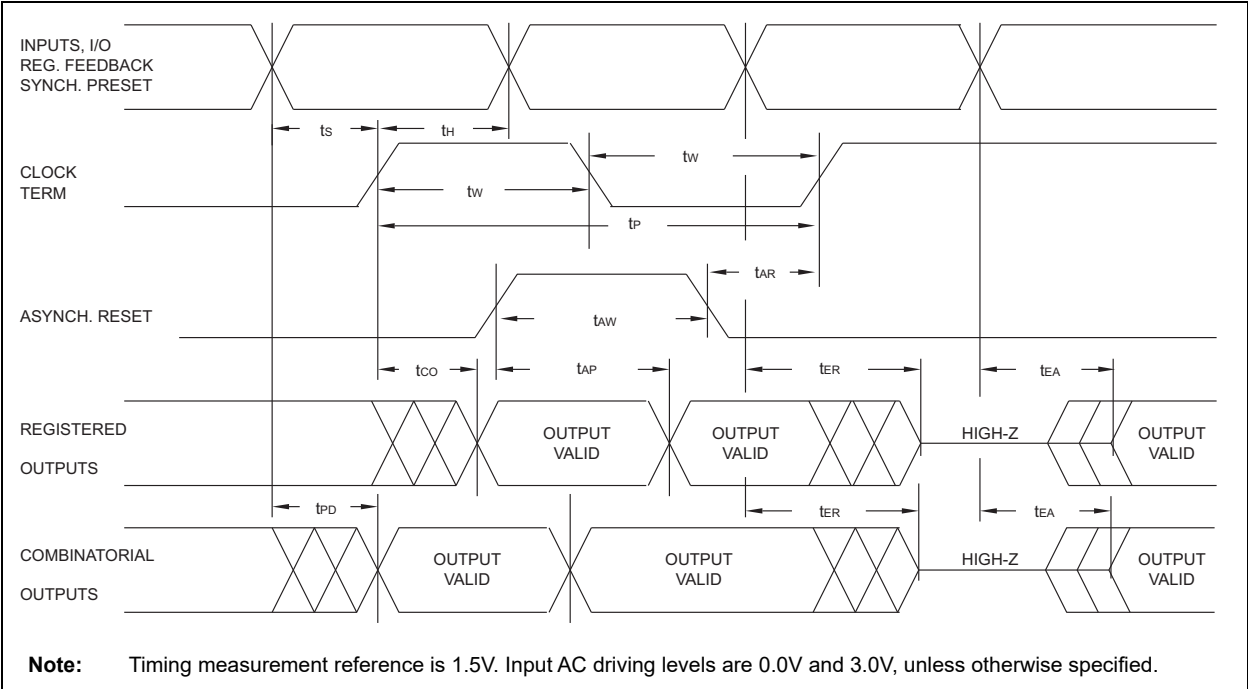 INPUTS, I/O
REG. FEEDBACK
SYNCH. PRESET
tS
tH
CLOCK
TERM
tW
tW
tP
tAR
ASYNCH. RESET
tAW
tCO
tAP
tER
tEA
REGISTERED
OUTPUTS
OUTPUT
VALID
OUTPUT
VALID
HIGH-Z
OUTPUT
VALID
tPD
tER
tEA
COMBINATORIAL
OUTPUTS
OUTPUT
VALID
OUTPUT
VALID
HIGH-Z
OUTPUT
VALID
Note: Timing measurement reference is 1.5V. Input AC driving levels are 0.0V and 3.0V, unless otherwise specified.